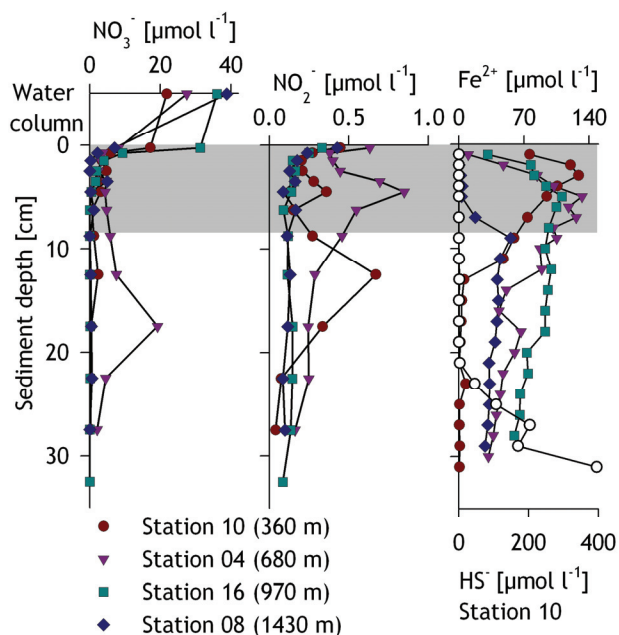 NO₃⁻ [µmol l⁻¹]
0 20 40
Water column
NO₂⁻ [µmol l⁻¹]
0.0 0.5 1.0
Fe²⁺ [µmol l⁻¹]
0 70 140
Sediment depth [cm]
0
10
20
30
Station 10 (360 m)
Station 04 (680 m)
Station 16 (970 m)
Station 08 (1430 m)
0 200 400
HS⁻ [µmol l⁻¹]
Station 10